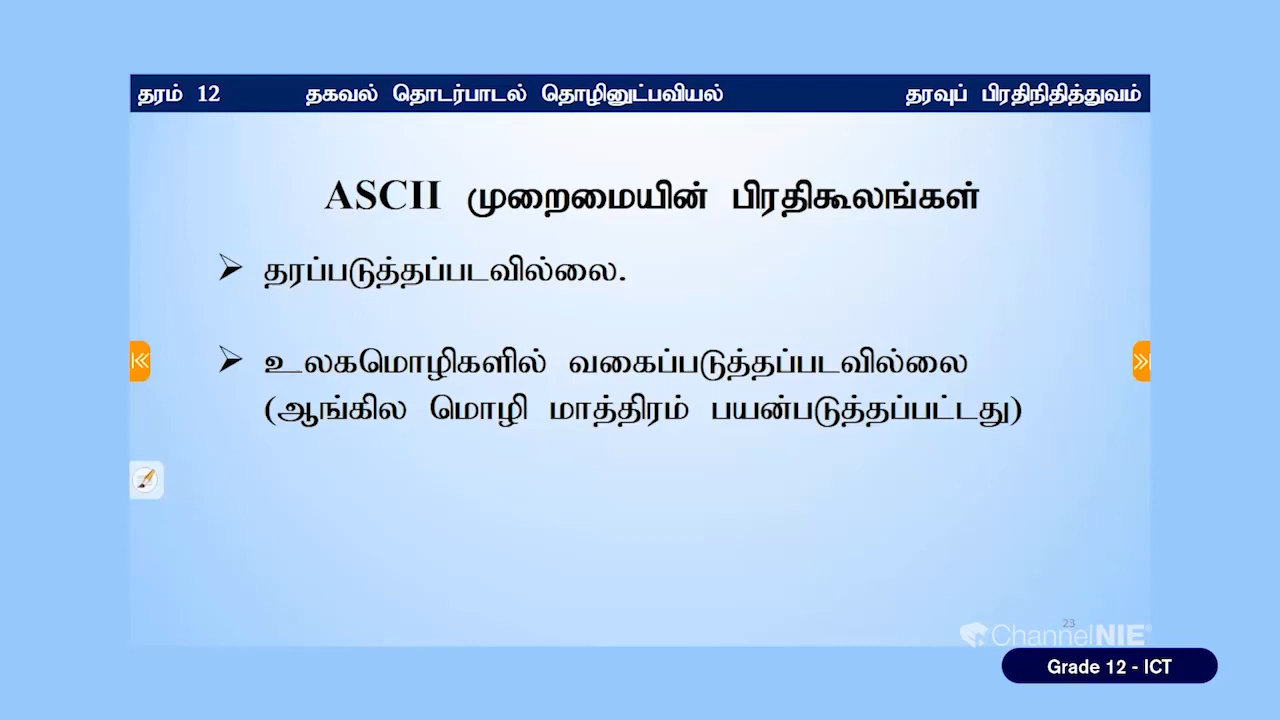 தரம் 12 தகவல் தொடர்பாடல் தொழினுட்பவியல் தரவுப் பிரதிநிதித்துவம்
ASCII முறைமையின் பிரதிகூலங்கள்
➢ தரப்படுத்தப்படவில்லை.
➢ உலகமொழிகளில் வகைப்படுத்தப்படவில்லை
(ஆங்கில மொழி மாத்திரம் பயன்படுத்தப்பட்டது)
23
ChannelNIE
Grade 12 - ICT